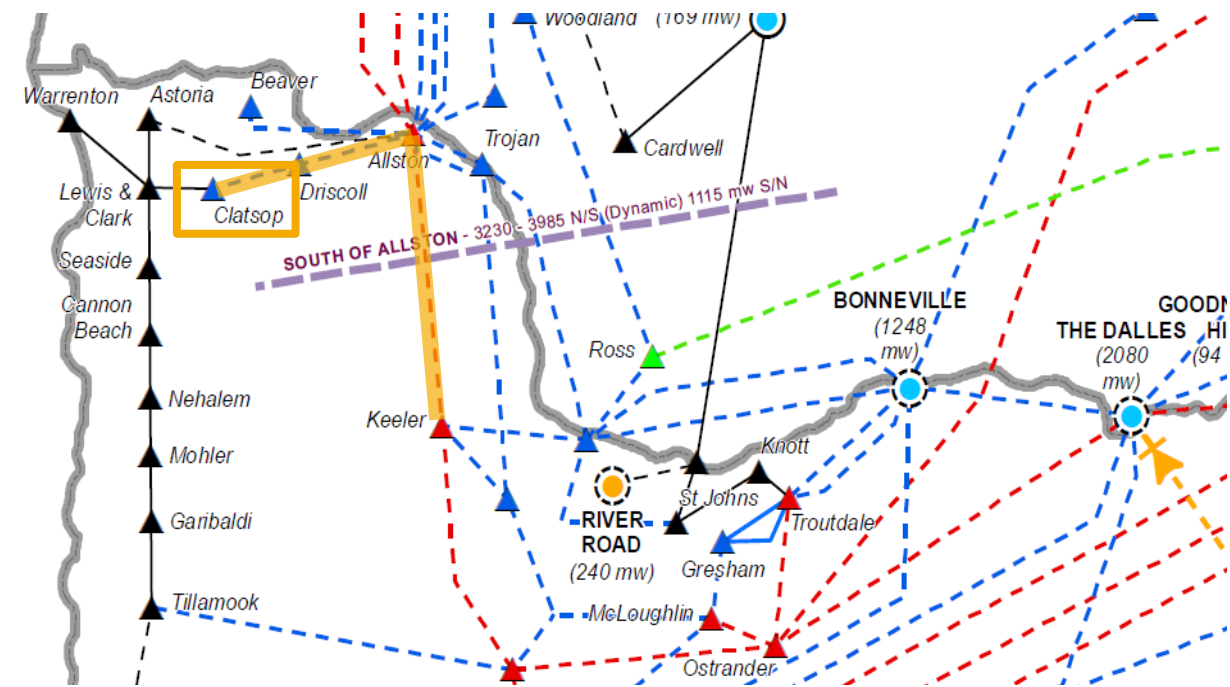 Woodland
(169 mw)
Warrenton
Astoria
Beaver
Trojan
Allston
Cardwell
Driscoll
Lewis &
Clark
Clatsop
SOUTH OF ALLSTON - 3230 - 3985 N/S (Dynamic) 1115 mw S/N
Seaside
Cannon
Beach
BONNEVILLE
(1248
mw)
THE DALLES
(2080
mw)
(94
Ross
Nehalem
Keeler
Mohler
Knott
St Johns
Garibaldi
RIVER
ROAD
(240 mw)
Troutdale
Gresham
Tillamook
McLoughlin
Ostrander